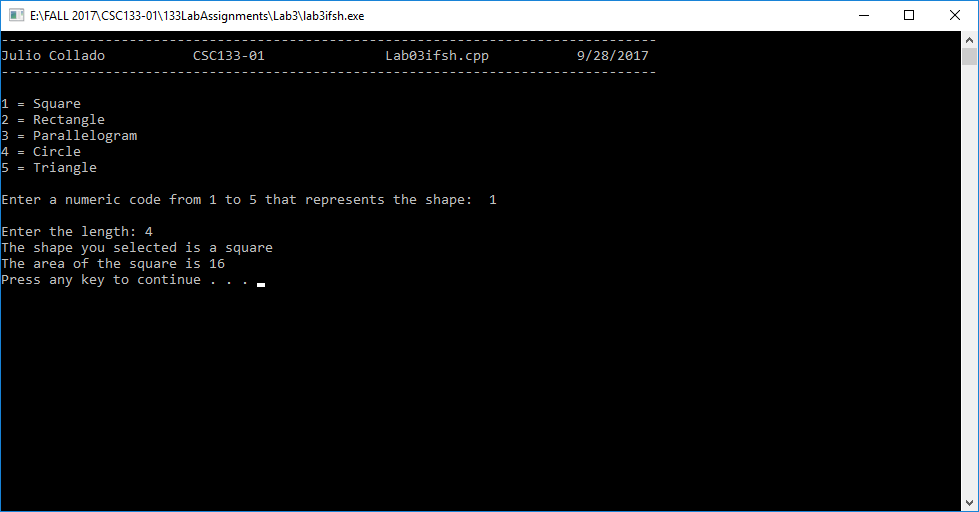 E:\FALL 2017\CSC133-01\133LabAssignments\Lab3\lab3ifsh.exe
----------------------------------------------------------------------------------
Julio Collado           CSC133-01               Lab03ifsh.cpp           9/28/2017
----------------------------------------------------------------------------------
1 = Square
2 = Rectangle
3 = Parallelogram
4 = Circle
5 = Triangle
Enter a numeric code from 1 to 5 that represents the shape:  1
Enter the length: 4
The shape you selected is a square
The area of the square is 16
Press any key to continue . . .